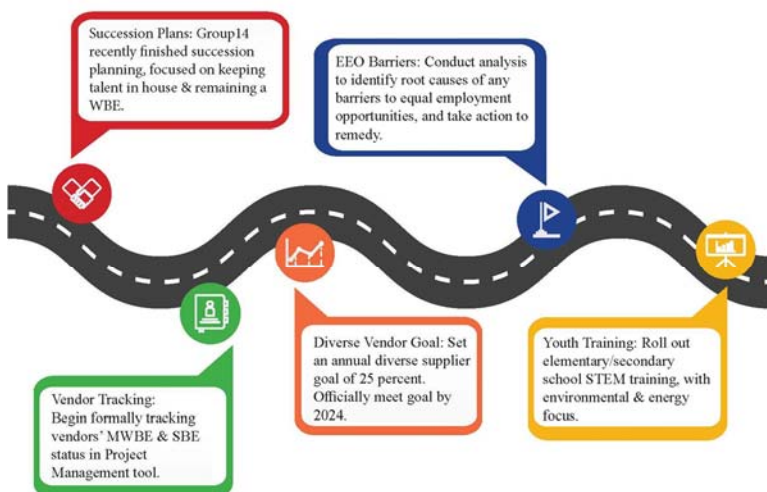 Succession Plans: Group14
recently finished succession
planning, focused on keeping
talent in house & remaining a
WBE.
Vendor Tracking:
Begin formally tracking
vendors’ MWBE & SBE
status in Project
Management tool.
Diverse Vendor Goal: Set
an annual diverse supplier
goal of 25 percent.
Officially meet goal by
2024.
EEO Barriers: Conduct analysis
to identify root causes of any
barriers to equal employment
opportunities, and take action to
remedy.
Youth Training: Roll out
elementary/secondary
school STEM training, with
environmental & energy
focus.